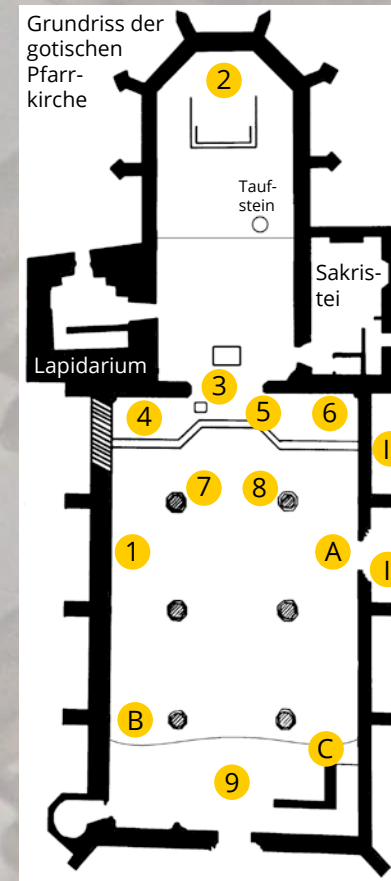 Grundriss der
gotischen
Pfarr-
kirche
2
Tauf-
stein
Sakris-
tei
Lapidarium
3
4
5
6
I
7
8
1
A
I
B
C
9